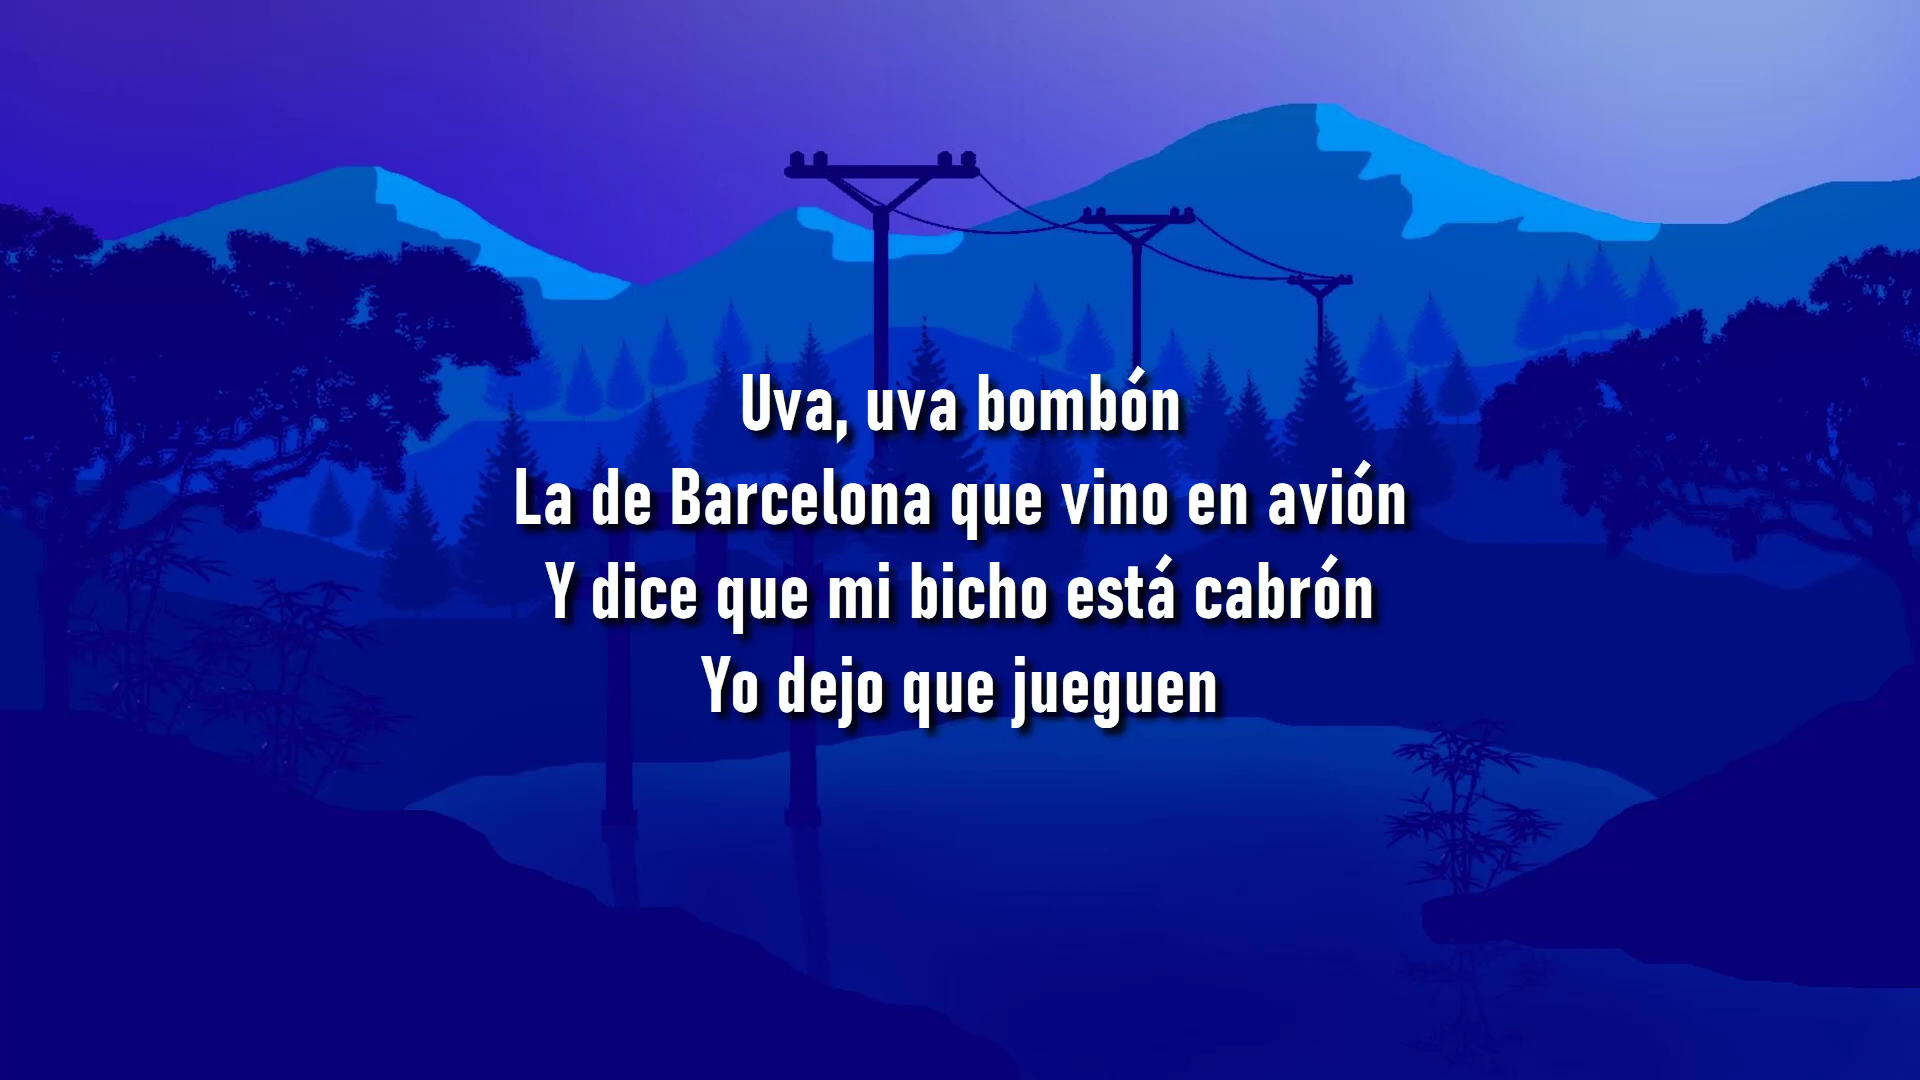 Uva, uva bombón
La de Barcelona que vino en avión
Y dice que mi bicho está cabrón
Yo dejo que jueguen